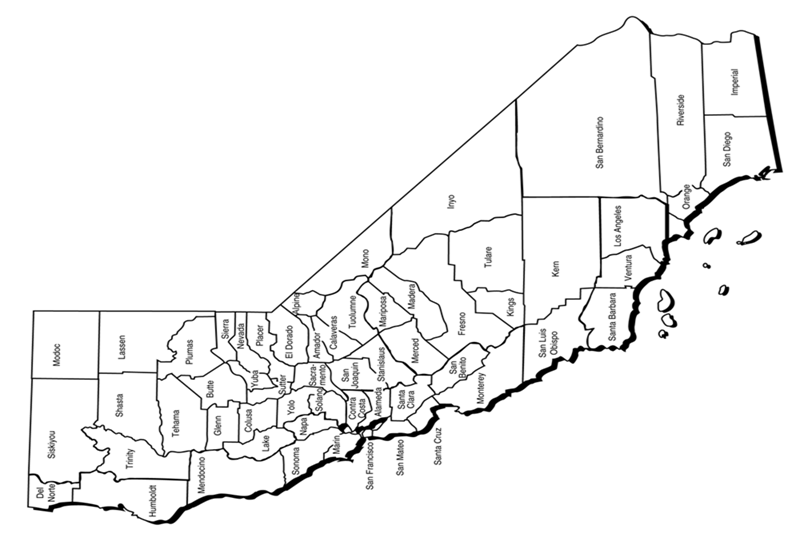 Del
Norte
Siskiyou
Modoc
Humboldt
Trinity
Shasta
Lassen
Mendocino
Tehama
Plumas
Glenn
Butte
Lake
Colusa
Yuba
Sierra
Nevada
Sutter
Placer
Sonoma
Napa
Yolo
El Dorado
Alpine
Marin
Solano
Sacra-
mento
Amador
Calaveras
San Francisco
Contra
Costa
San
Joaquin
Tuolumne
Mono
San Mateo
Alameda
Stanislaus
Mariposa
Santa Cruz
Santa
Clara
Merced
Madera
San
Benito
Monterey
Fresno
Inyo
Kings
Tulare
San Luis
Obispo
Kern
San Bernardino
Santa Barbara
Ventura
Los Angeles
Orange
Riverside
San Diego
Imperial